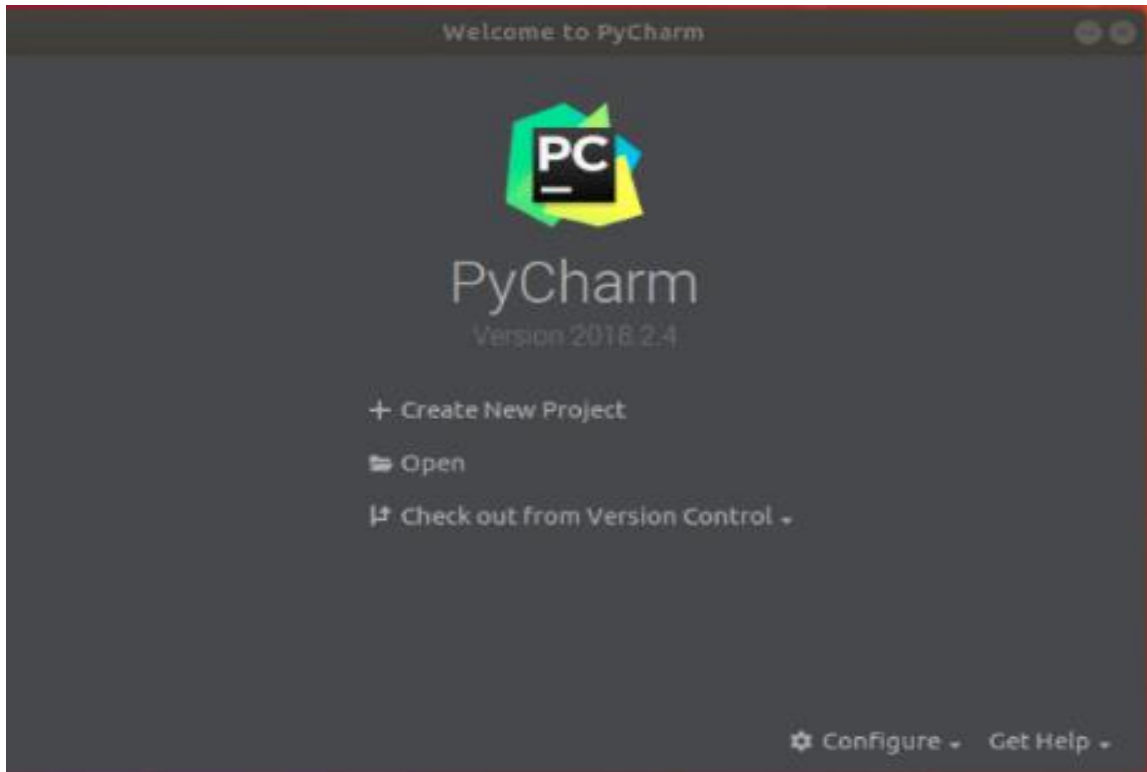 Welcome to PyCharm
PC
PyCharm
Version 2018.2.4
Create New Project
Open
Check out from Version Control
Configure Get Help